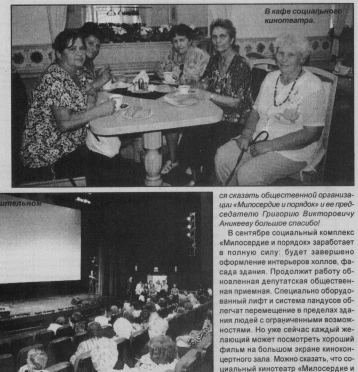 В кафе социального
кинотеатра.
ительном
ся сказать общественной организа-
ции «Милосердие и порядок» и ее пред-
седателю Григорию Викторовичу
Аникееву большое спасибо!
В сентябре социальный комплекс
«Милосердие и порядок» заработает
в полную силу: будет завершено
оформление интерьеров холлов, фа-
сада здания. Продолжит работу об-
новленная депутатская обществен-
ная приемная. Специально оборудо-
ванный лифт и система пандусов об-
легчат перемещение в пределах зда-
ния людей с ограниченными возмож-
ностями. Но уже сейчас каждый же-
лающий может посмотреть хороший
фильм на большом экране кинокон-
цертного зала. Можно сказать, что со-
циальный кинотеатр «Милосердие и